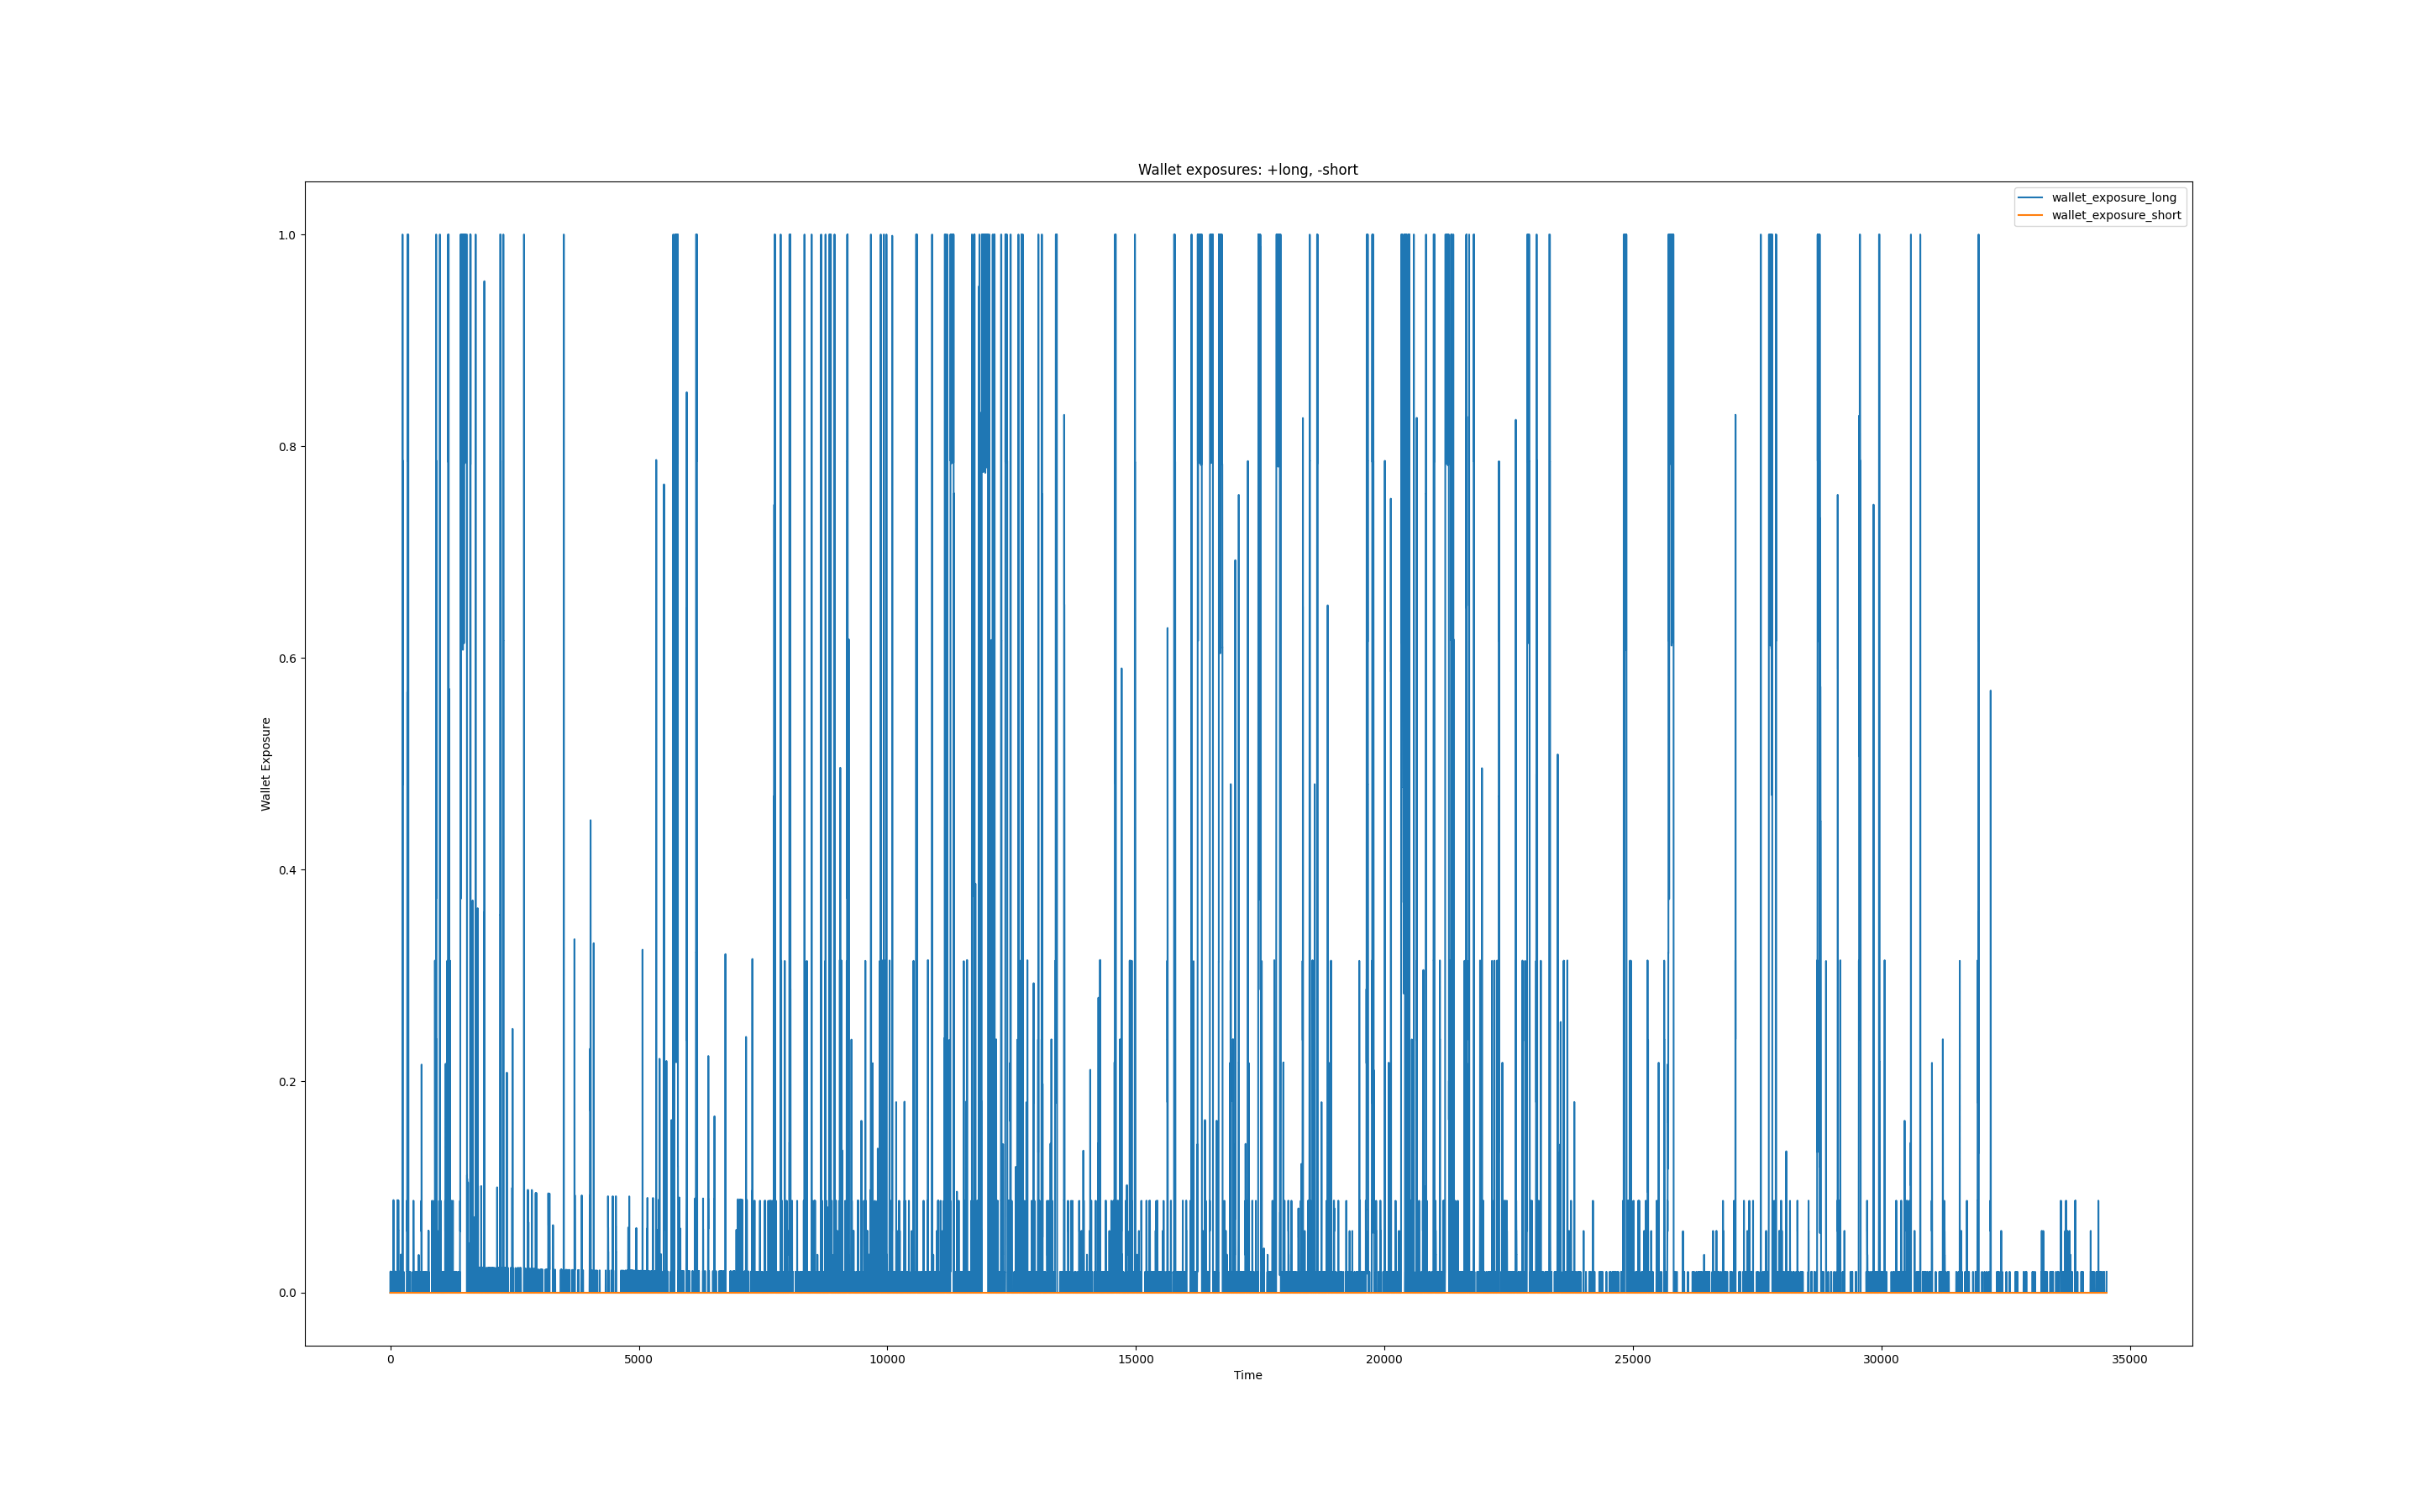 Wallet exposures: +long, -short
wallet_exposure_long
wallet_exposure_short
1.0
0.8
0.6
0.4
0.2
0.0
Wallet Exposure
0 5000 10000 15000 20000 25000 30000 35000
Time